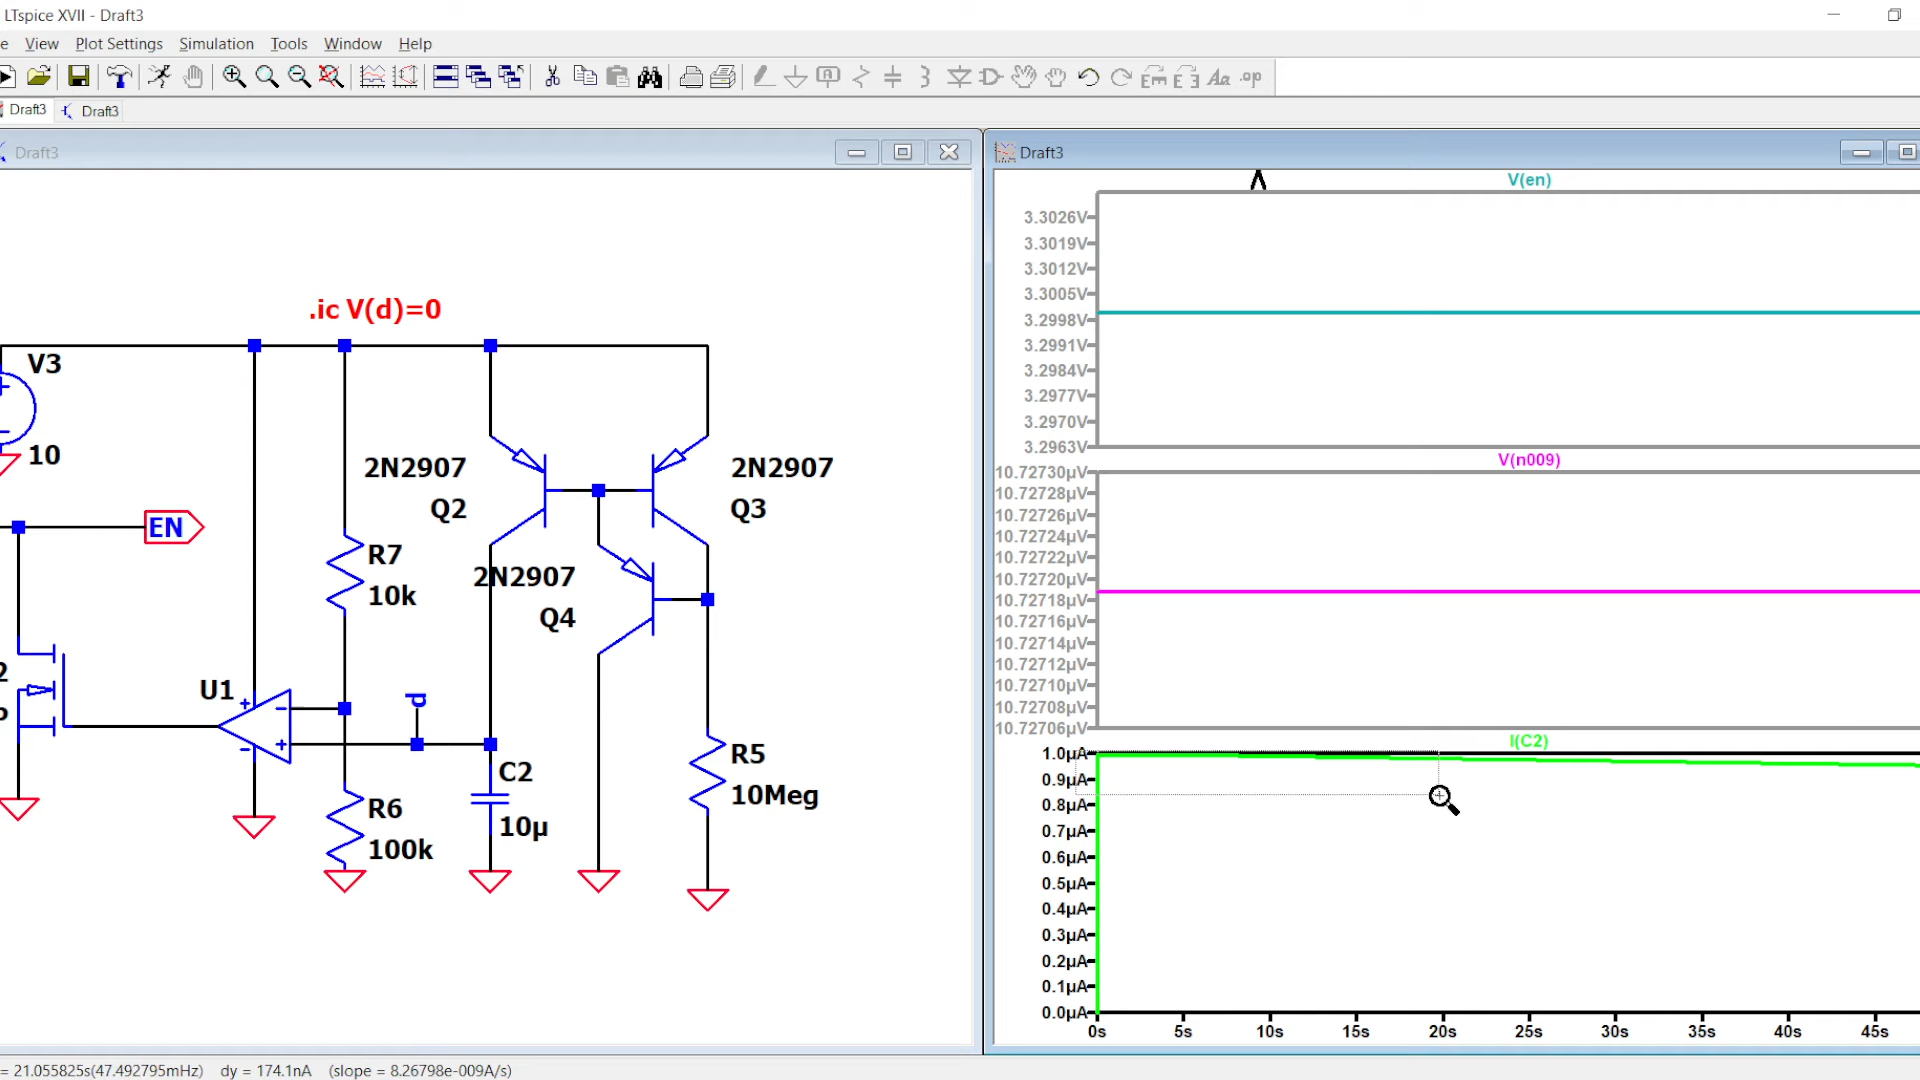 LTspice XVII - Draft3
e View Plot Settings Simulation Tools Window Help
Draft3 Draft3
Draft3
.ic V(d)=0
V3
10
2N2907
Q2
2N2907
Q3
EN
R7
10k
2N2907
Q4
U1
d
R5
10Meg
C2
10µ
R6
100k
Draft3
V(en)
3.3026V
3.3019V
3.3012V
3.3005V
3.2998V
3.2991V
3.2984V
3.2977V
3.2970V
3.2963V
V(n009)
10.72730µV
10.72728µV
10.72726µV
10.72724µV
10.72722µV
10.72720µV
10.72718µV
10.72716µV
10.72714µV
10.72712µV
10.72710µV
10.72708µV
10.72706µV
I(C2)
1.0µA
0.9µA
0.8µA
0.7µA
0.6µA
0.5µA
0.4µA
0.3µA
0.2µA
0.1µA
0.0µA
0s 5s 10s 15s 20s 25s 30s 35s 40s 45s
= 21.055825s(47.492795mHz) dy = 174.1nA (slope = 8.26798e-009A/s)